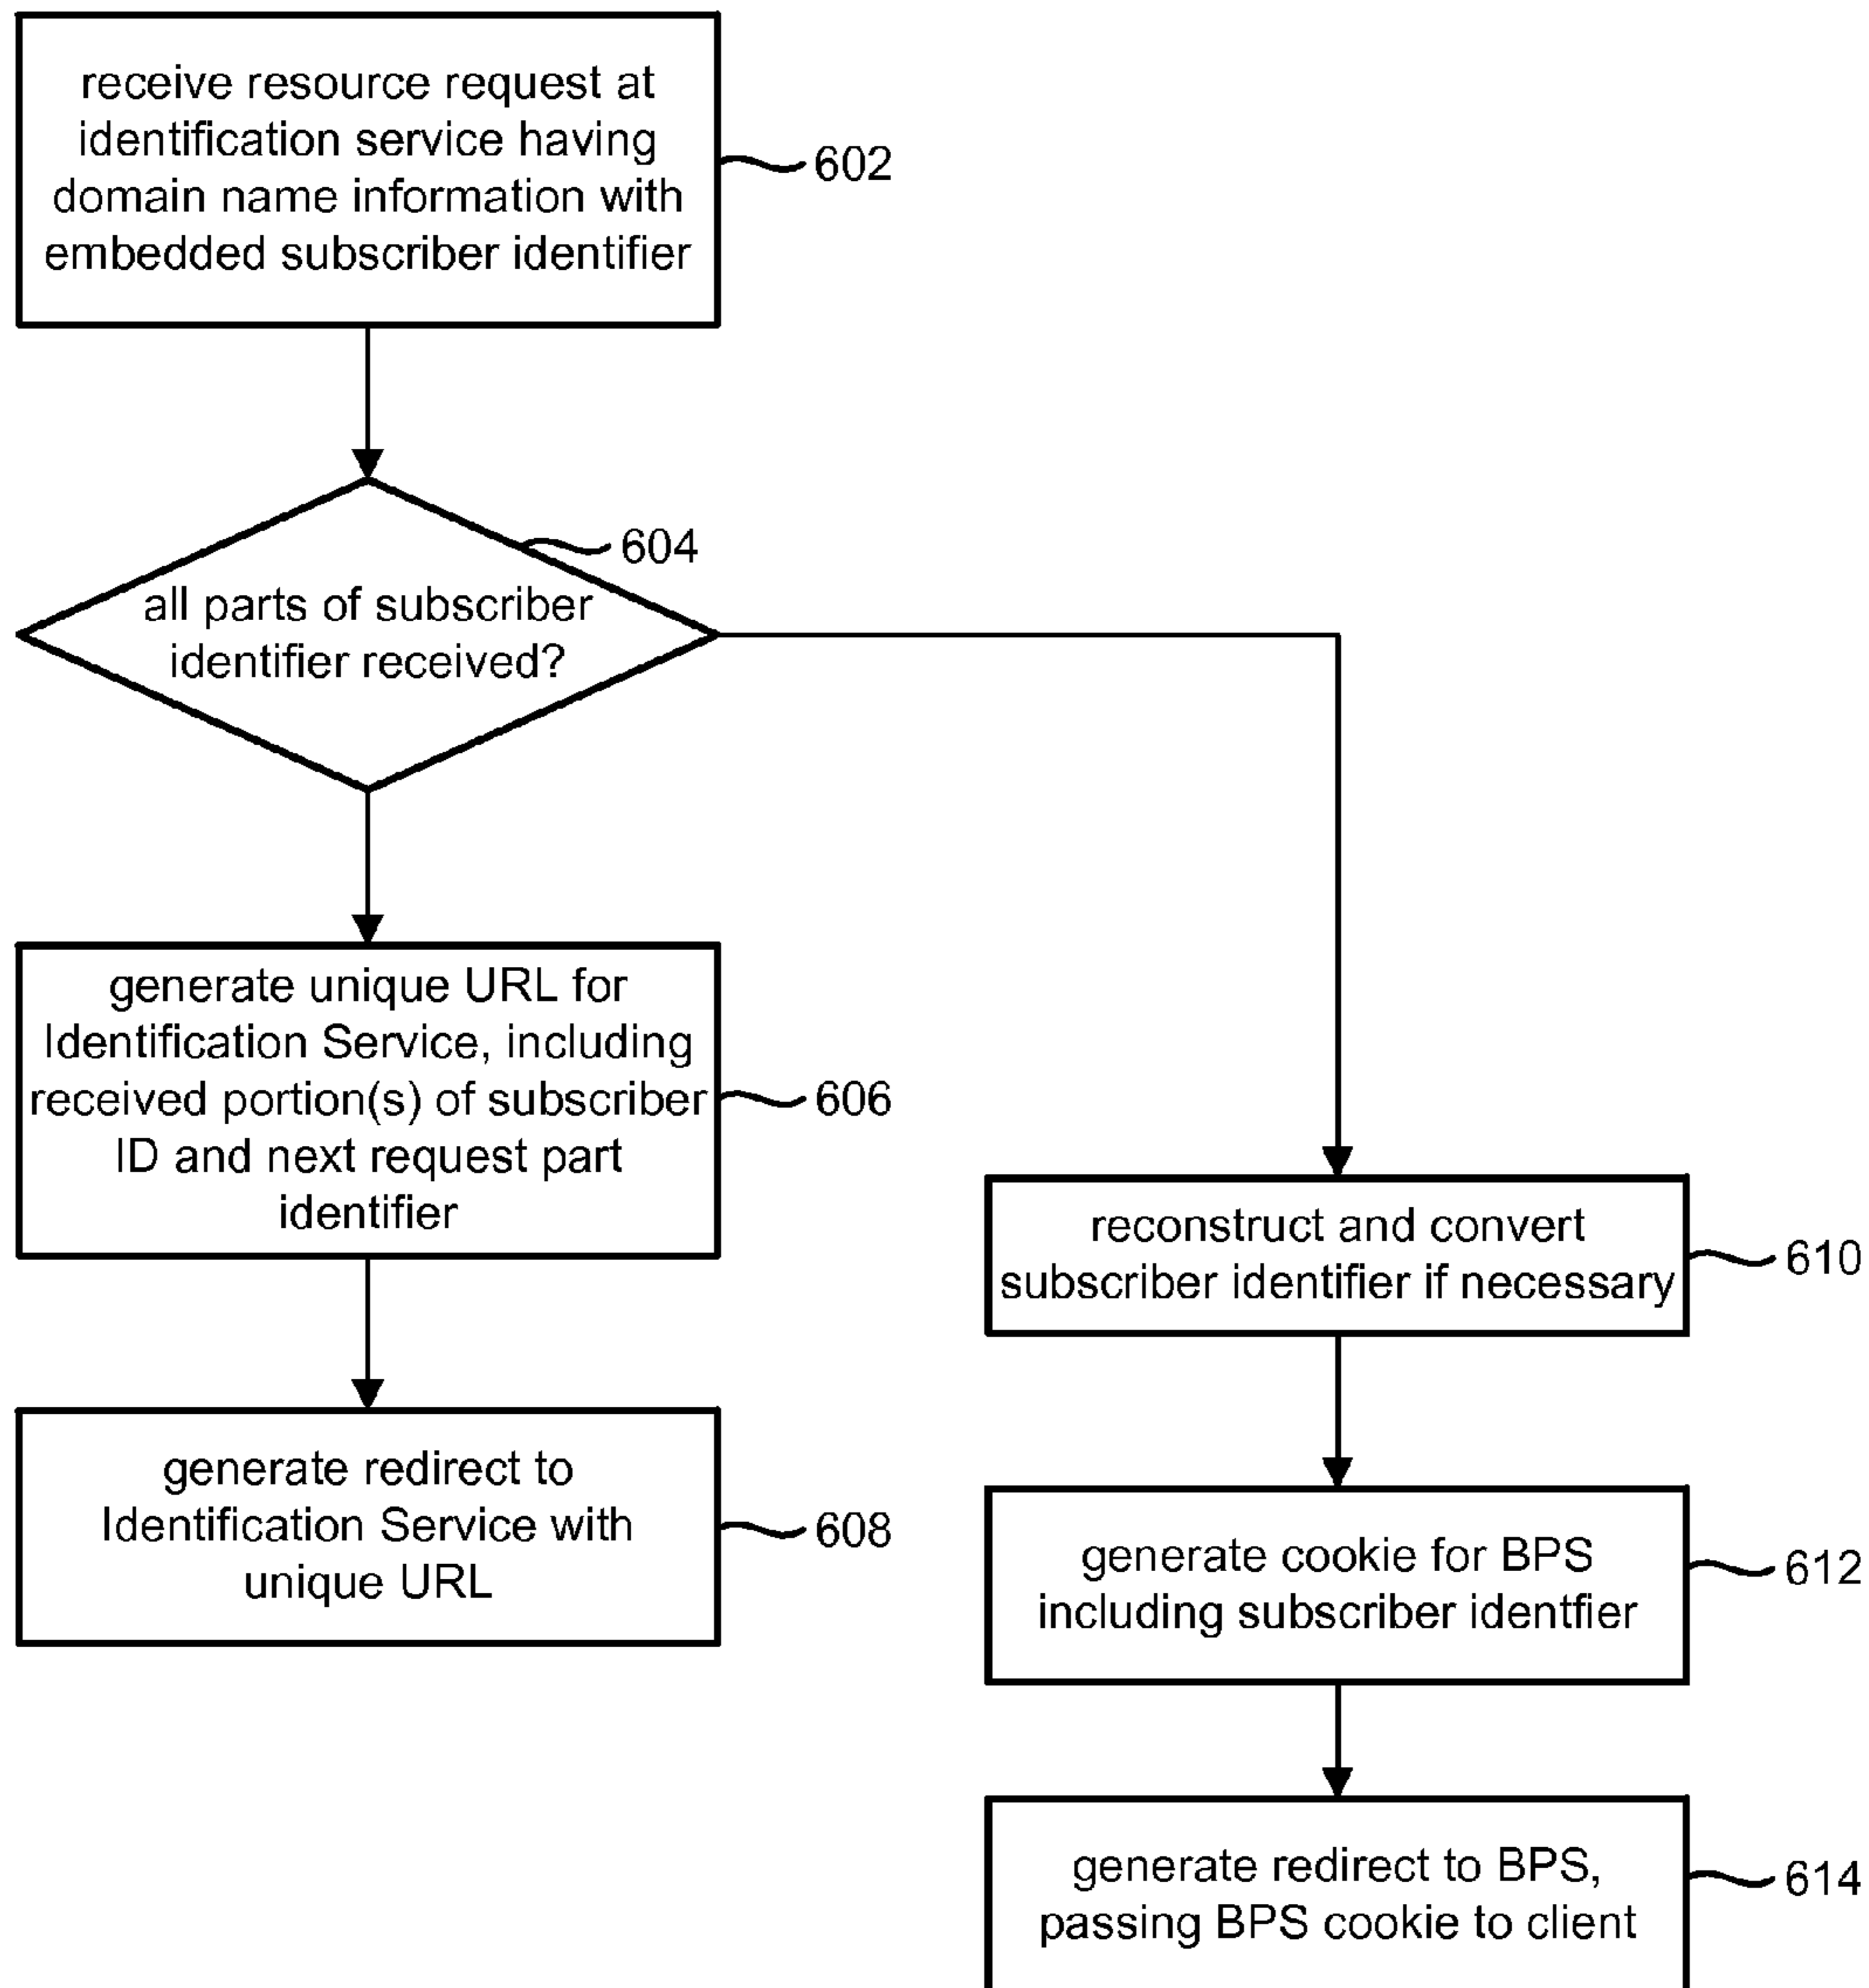 receive resource request at
identification service having
domain name information with
embedded subscriber identifier
602
604
all parts of subscriber
identifier received?
generate unique URL for
Identification Service, including
received portion(s) of subscriber
ID and next request part
identifier
606
generate redirect to
Identification Service with
unique URL
608
reconstruct and convert
subscriber identifier if necessary
610
generate cookie for BPS
including subscriber identfier
612
generate redirect to BPS,
passing BPS cookie to client
614